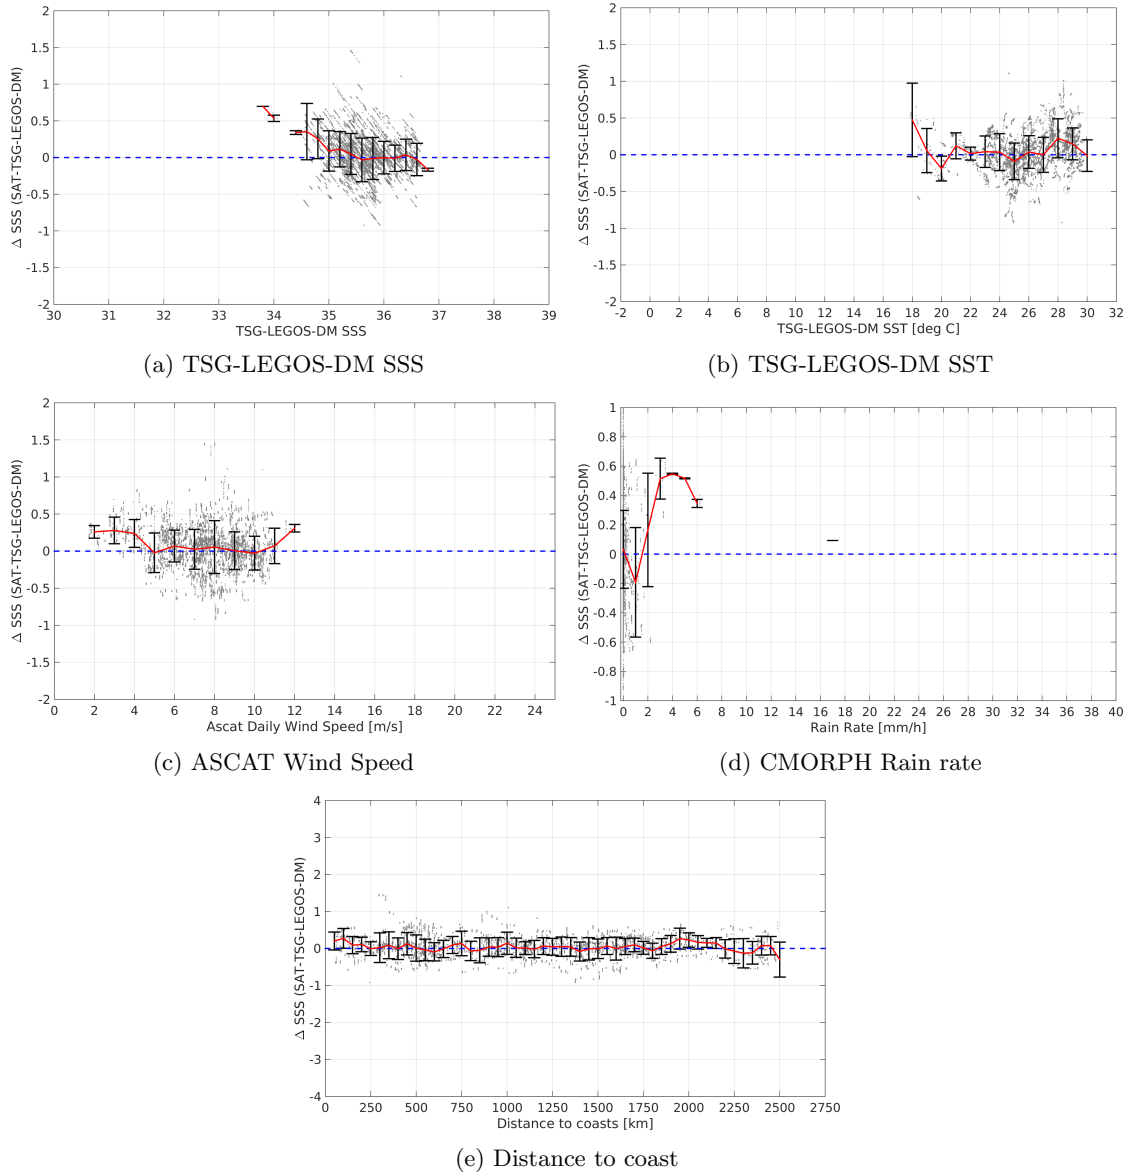 2
1.5
1
0.5
0
-0.5
-1
-1.5
-2
Δ SSS (SAT-TSG-LEGOS-DM)
30 31 32 33 34 35 36 37 38 39
TSG-LEGOS-DM SSS
(a) TSG-LEGOS-DM SSS
2
1.5
1
0.5
0
-0.5
-1
-1.5
-2
Δ SSS (SAT-TSG-LEGOS-DM)
-2 0 2 4 6 8 10 12 14 16 18 20 22 24 26 28 30 32
TSG-LEGOS-DM SST [deg C]
(b) TSG-LEGOS-DM SST
2
1.5
1
0.5
0
-0.5
-1
-1.5
-2
Δ SSS (SAT-TSG-LEGOS-DM)
0 2 4 6 8 10 12 14 16 18 20 22 24
Ascat Daily Wind Speed [m/s]
(c) ASCAT Wind Speed
1
0.8
0.6
0.4
0.2
0
-0.2
-0.4
-0.6
-0.8
-1
Δ SSS (SAT-TSG-LEGOS-DM)
0 2 4 6 8 10 12 14 16 18 20 22 24 26 28 30 32 34 36 38 40
Rain Rate [mm/h]
(d) CMORPH Rain rate
4
3
2
1
0
-1
-2
-3
-4
Δ SSS (SAT-TSG-LEGOS-DM)
0 250 500 750 1000 1250 1500 1750 2000 2250 2500 2750
Distance to coasts [km]
(e) Distance to coast